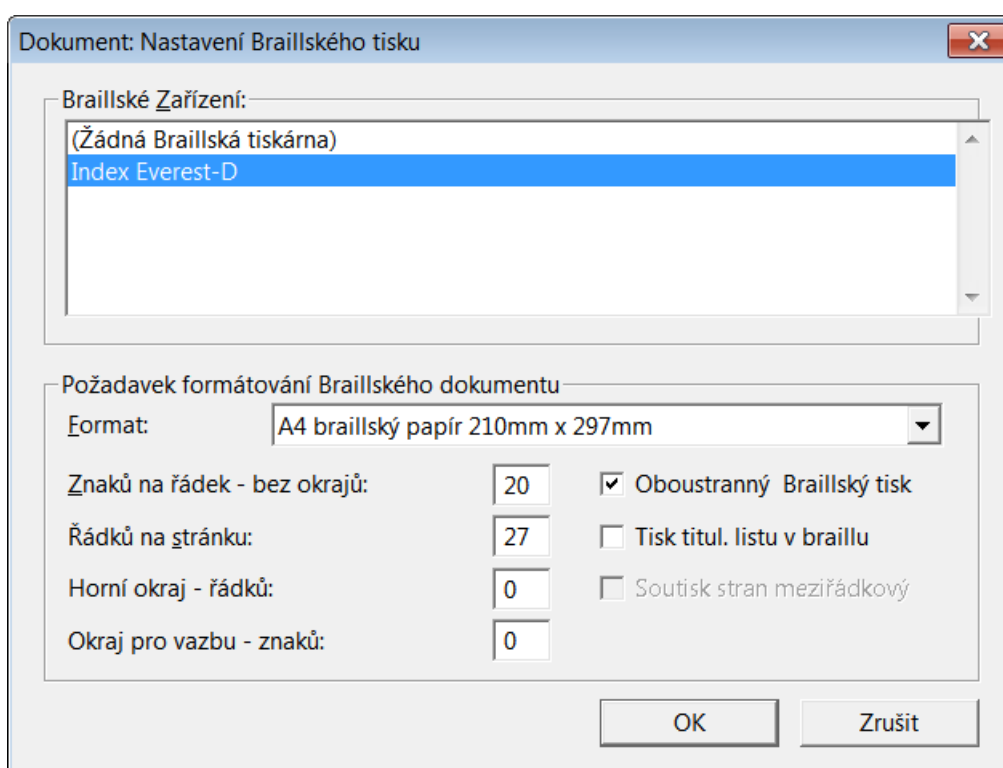 Dokument: Nastavení Braillského tisku
Braillské Zařízení:
(Žádná Braillská tiskárna)
Index Everest-D
Požadavek formátování Braillského dokumentu
Format: A4 braillský papír 210mm x 297mm
Znaků na řádek - bez okrajů: 20 Oboustranný Braillský tisk
Řádků na stránku: 27 Tisk titul. listu v braillu
Horní okraj - řádků: 0 Soutisk stran meziřádkový
Okraj pro vazbu - znaků: 0
OK Zrušit